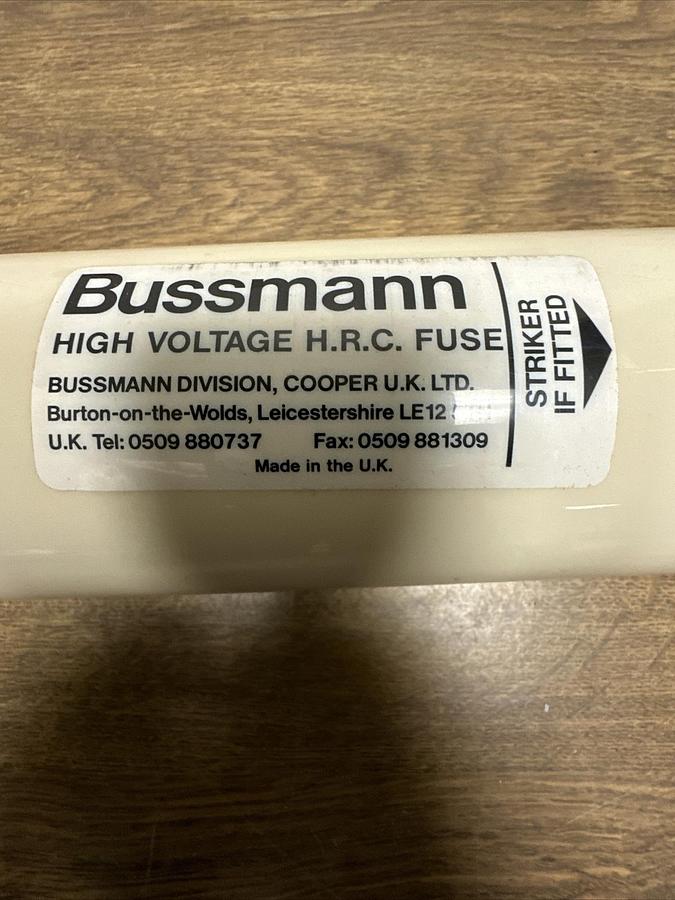 Bussmann
HIGH VOLTAGE H.R.C. FUSE
BUSSMANN DIVISION, COOPER U.K. LTD.
Burton-on-the-Wolds, Leicestershire LE12
U.K. Tel: 0509 880737 Fax: 0509 881309
Made in the U.K.
STRIKER
IF FITTED